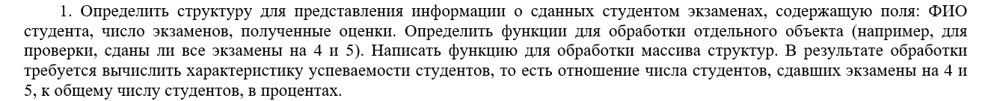 1. Определить структуру для представления информации о сданных студентом экзаменах, содержащую поля: ФИО
студента, число экзаменов, полученные оценки. Определить функции для обработки отдельного объекта (например, для
проверки, сданы ли все экзамены на 4 и 5). Написать функцию для обработки массива структур. В результате обработки
требуется вычислить характеристику успеваемости студентов, то есть отношение числа студентов, сдавших экзамены на 4 и
5, к общему числу студентов, в процентах.